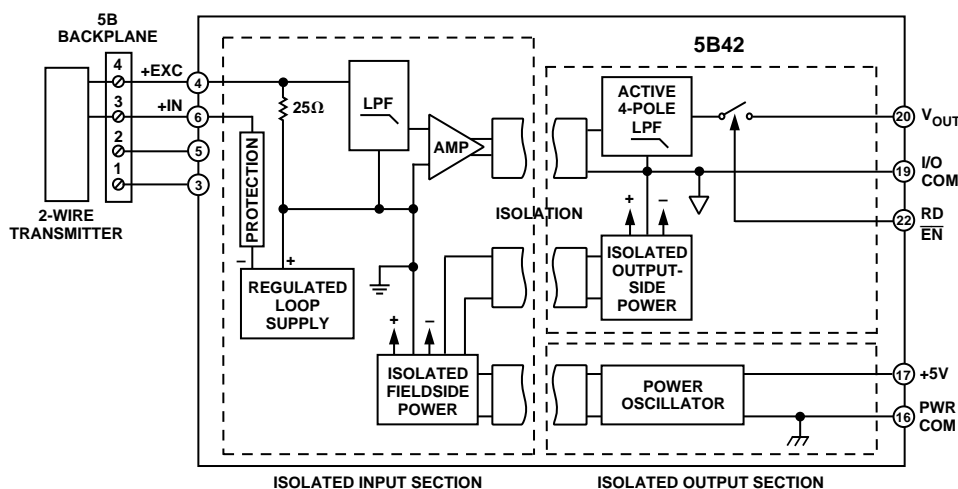 5B
BACKPLANE
4
3
2
1
2-WIRE
TRANSMITTER
+EXC
+IN
4
6
5
3
25Ω
PROTECTION
−
+
REGULATED
LOOP
SUPPLY
LPF
AMP
+
−
ISOLATED
FIELDSIDE
POWER
ISOLATION
5B42
ACTIVE
4-POLE
LPF
+
−
ISOLATED
OUTPUT-
SIDE
POWER
POWER
OSCILLATOR
20
VOUT
19
I/O
COM
22
RD
EN
17
+5V
16
PWR
COM
ISOLATED INPUT SECTION
ISOLATED OUTPUT SECTION